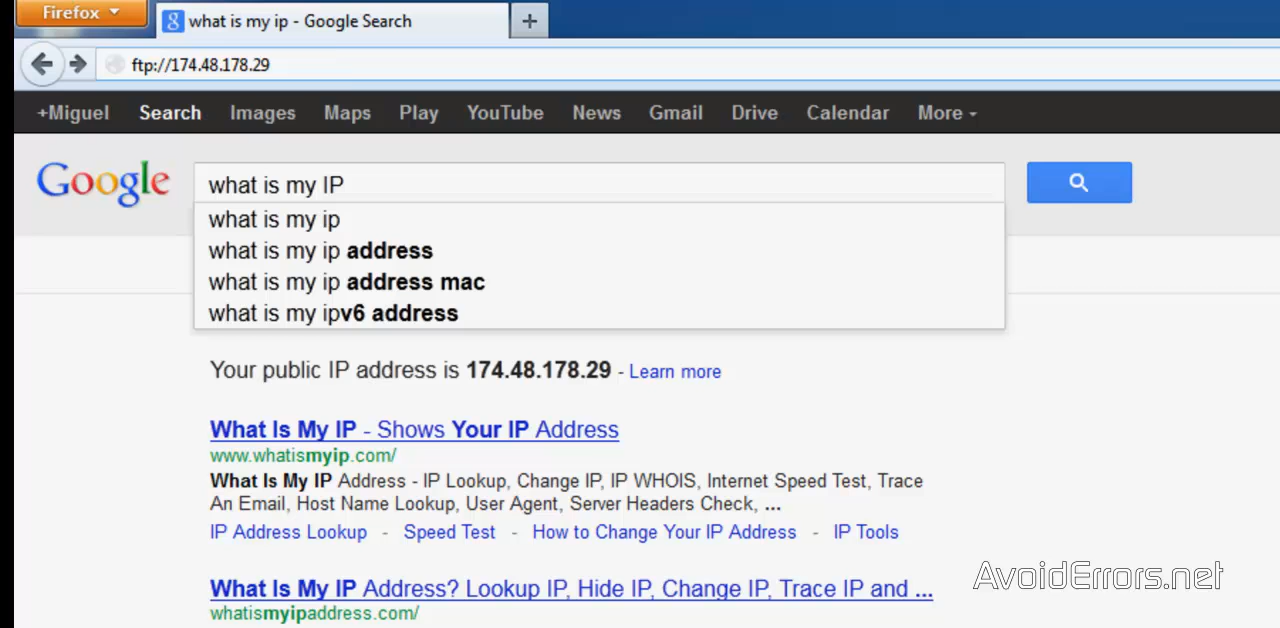 Firefox
what is my ip - Google Search
ftp://174.48.178.29
+Miguel Search Images Maps Play YouTube News Gmail Drive Calendar More
Google what is my IP
what is my ip
what is my ip address
what is my ip address mac
what is my ipv6 address
Your public IP address is 174.48.178.29 - Learn more
What Is My IP - Shows Your IP Address
www.whatismyip.com/
What Is My IP Address - IP Lookup, Change IP, IP WHOIS, Internet Speed Test, Trace
An Email, Host Name Lookup, User Agent, Server Headers Check, ...
IP Address Lookup - Speed Test - How to Change Your IP Address - IP Tools
AvoidErrors.net
What Is My IP Address? Lookup IP, Hide IP, Change IP, Trace IP and ...
whatismyipaddress.com/